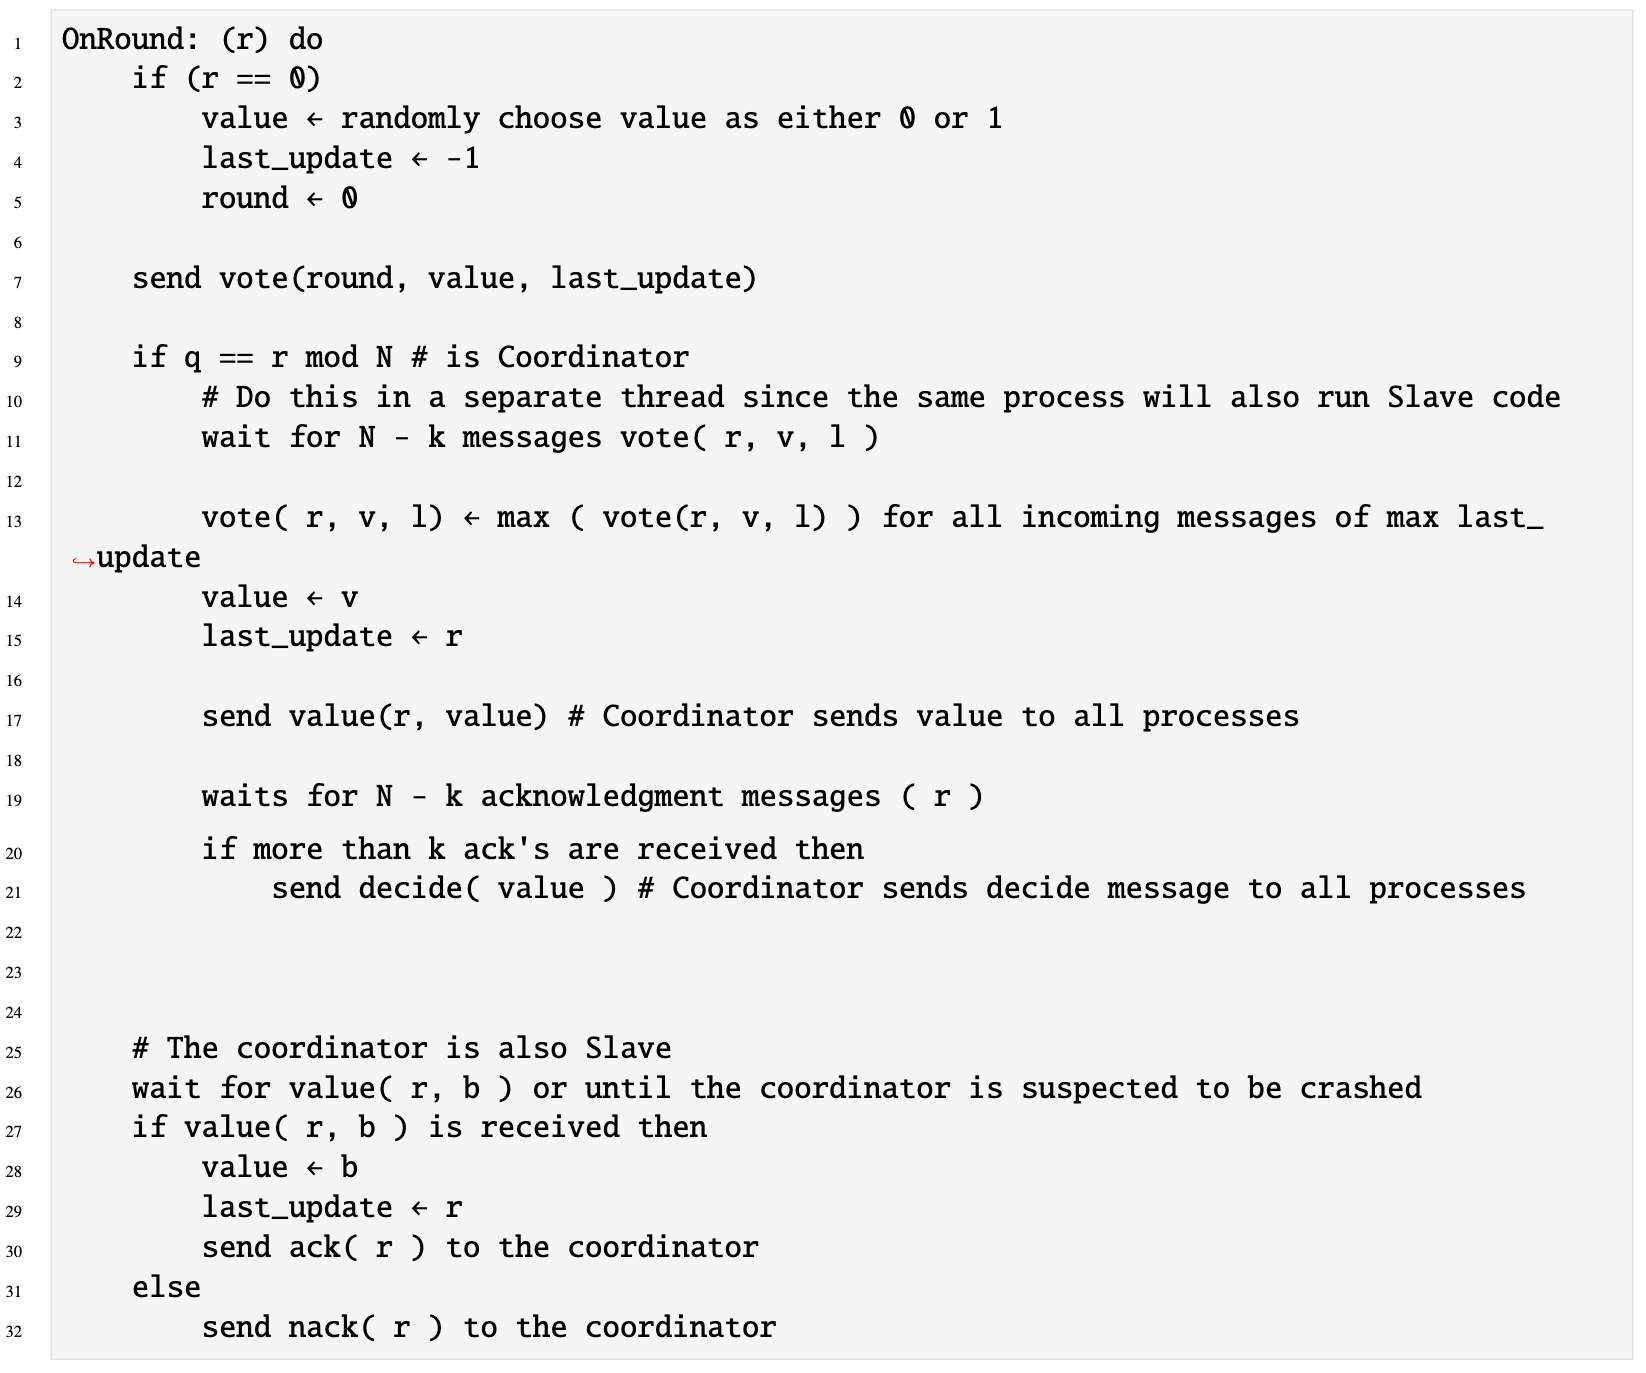 1 OnRound: (r) do
2 if (r == 0)
3 value ← randomly choose value as either 0 or 1
4 last_update ← -1
5 round ← 0
6
7 send vote(round, value, last_update)
8
9 if q == r mod N # is Coordinator
10 # Do this in a separate thread since the same process will also run Slave code
11 wait for N - k messages vote( r, v, l )
12
13 vote( r, v, l) ← max ( vote(r, v, l) ) for all incoming messages of max last_
↪update
14 value ← v
15 last_update ← r
16
17 send value(r, value) # Coordinator sends value to all processes
18
19 waits for N - k acknowledgment messages ( r )
20 if more than k ack's are received then
21 send decide( value ) # Coordinator sends decide message to all processes
22
23
24
25 # The coordinator is also Slave
26 wait for value( r, b ) or until the coordinator is suspected to be crashed
27 if value( r, b ) is received then
28 value ← b
29 last_update ← r
30 send ack( r ) to the coordinator
31 else
32 send nack( r ) to the coordinator